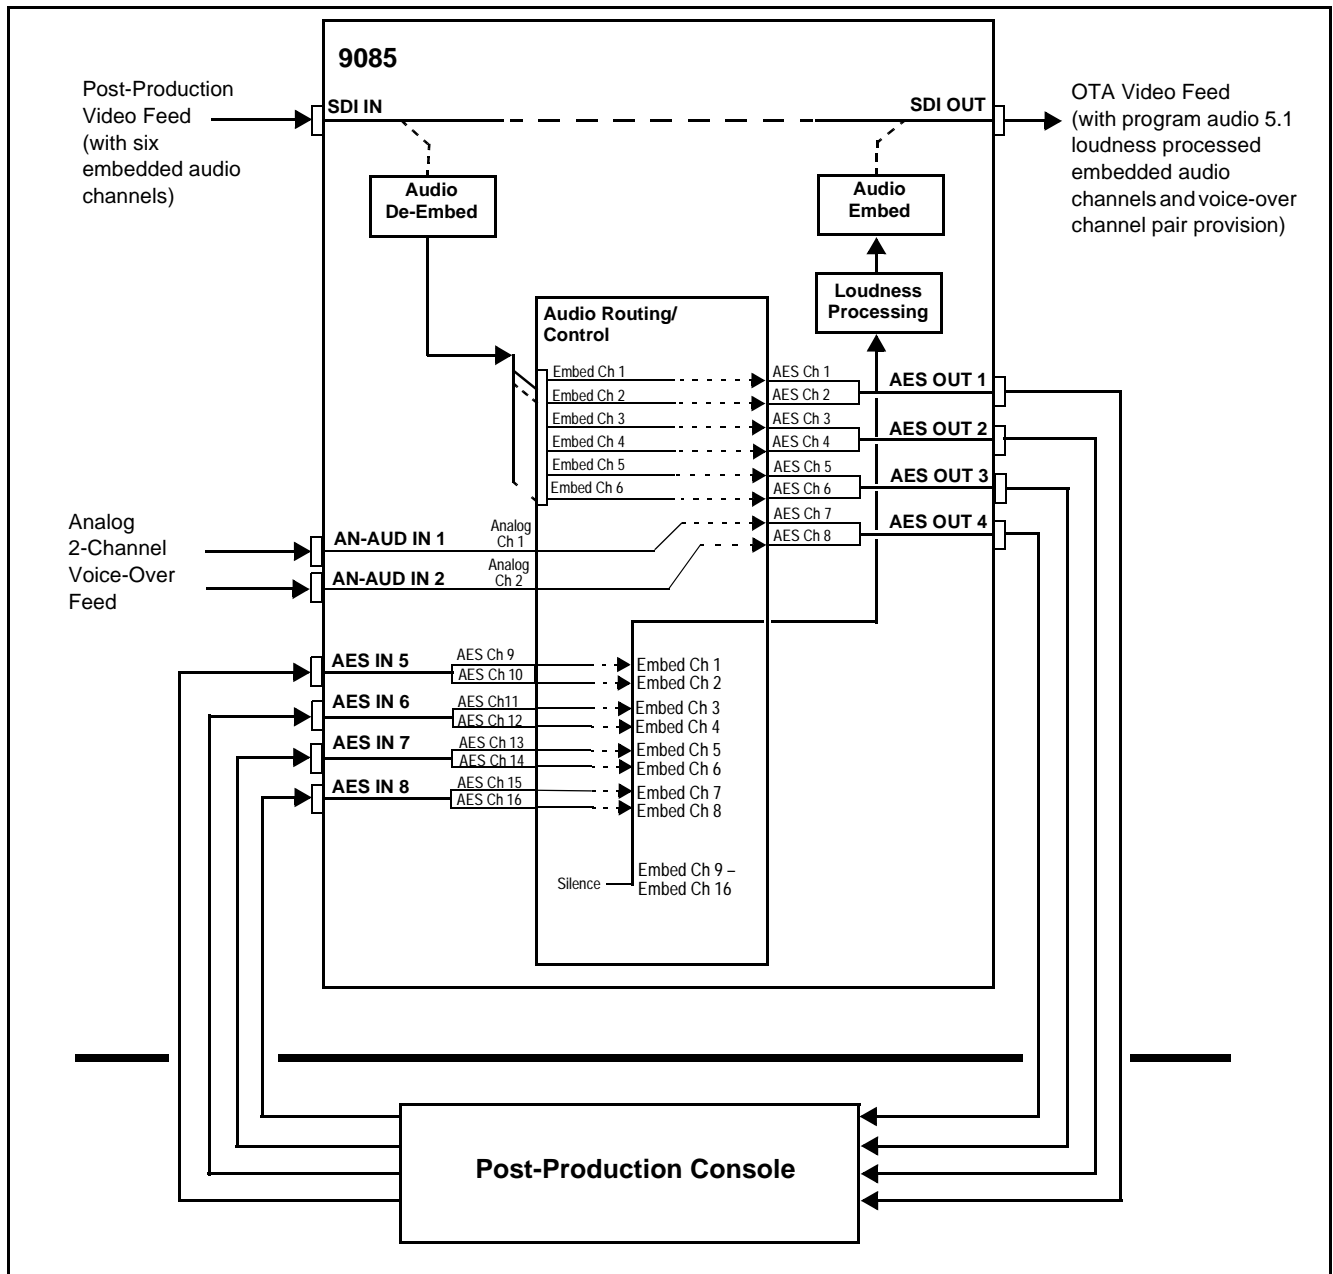 9085
Post-Production
Video Feed
(with six
embedded audio
channels)
SDI IN
SDI OUT
OTA Video Feed
(with program audio 5.1
loudness processed
embedded audio
channels and voice-over
channel pair provision)
Audio
De-Embed
Audio
Embed
Loudness
Processing
Audio Routing/
Control
Embed Ch 1
Embed Ch 2
Embed Ch 3
Embed Ch 4
Embed Ch 5
Embed Ch 6
AES Ch 1
AES Ch 2
AES Ch 3
AES Ch 4
AES Ch 5
AES Ch 6
AES Ch 7
AES Ch 8
AES OUT 1
AES OUT 2
AES OUT 3
AES OUT 4
Analog
2-Channel
Voice-Over
Feed
AN-AUD IN 1
Analog
Ch 1
AN-AUD IN 2
Analog
Ch 2
AES IN 5
AES Ch 9
AES Ch 10
AES IN 6
AES Ch11
AES Ch 12
AES IN 7
AES Ch 13
AES Ch 14
AES IN 8
AES Ch 15
AES Ch 16
Embed Ch 1
Embed Ch 2
Embed Ch 3
Embed Ch 4
Embed Ch 5
Embed Ch 6
Embed Ch 7
Embed Ch 8
Silence
Embed Ch 9 –
Embed Ch 16
Post-Production Console